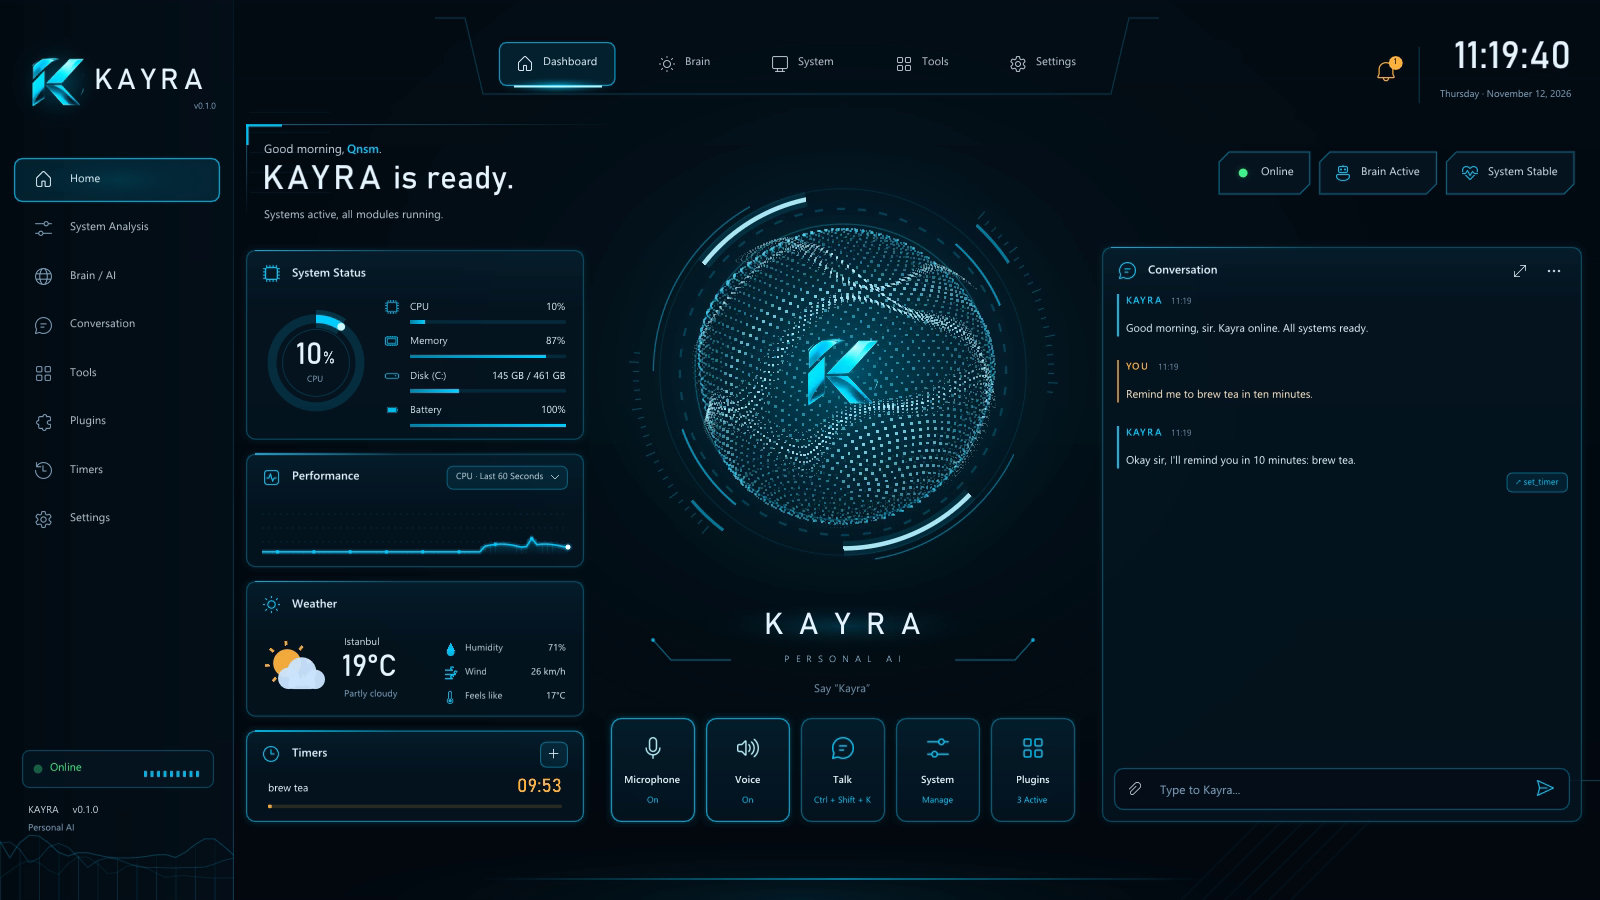 KAYRA
v0.1.0
Dashboard
Brain
System
Tools
Settings
1
11:19:40
Thursday · November 12, 2026
Home
System Analysis
Brain / AI
Conversation
Tools
Plugins
Timers
Settings
Online
KAYRA v0.1.0
Personal AI
Good morning, Qnsm.
KAYRA is ready.
Systems active, all modules running.
Online
Brain Active
System Stable
System Status
10%
CPU
CPU 10%
Memory 87%
Disk (C:) 145 GB / 461 GB
Battery 100%
Performance
CPU · Last 60 Seconds
Weather
Istanbul
19°C
Partly cloudy
Humidity 71%
Wind 26 km/h
Feels like 17°C
Timers
+
brew tea 09:53
KAYRA
PERSONAL AI
Say "Kayra"
Microphone
On
Voice
On
Talk
Ctrl + Shift + K
System
Manage
Plugins
3 Active
Conversation
KAYRA 11:19
Good morning, sir. Kayra online. All systems ready.
YOU 11:19
Remind me to brew tea in ten minutes.
KAYRA 11:19
Okay sir, I'll remind you in 10 minutes: brew tea.
↗ set_timer
Type to Kayra...